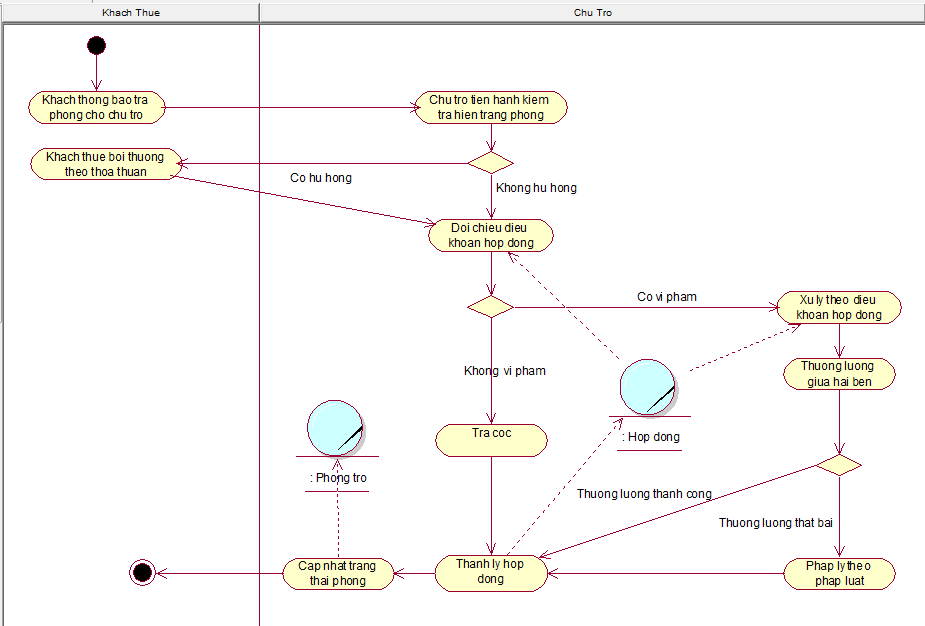 Khach Thue
Chu Tro
Khach thong bao tra
phong cho chu tro
Chu tro tien hanh kiem
tra hien trang phong
Khach thue boi thuong
theo thoa thuan
Co hu hong
Khong hu hong
Doi chieu dieu
khoan hop dong
Co vi pham
Xu ly theo dieu
khoan hop dong
Khong vi pham
Thuong luong
giua hai ben
Tra coc
: Hop dong
: Phong tro
Thuong luong thanh cong
Thuong luong that bai
Cap nhat trang
thai phong
Thanh ly hop
dong
Phap ly theo
phap luat